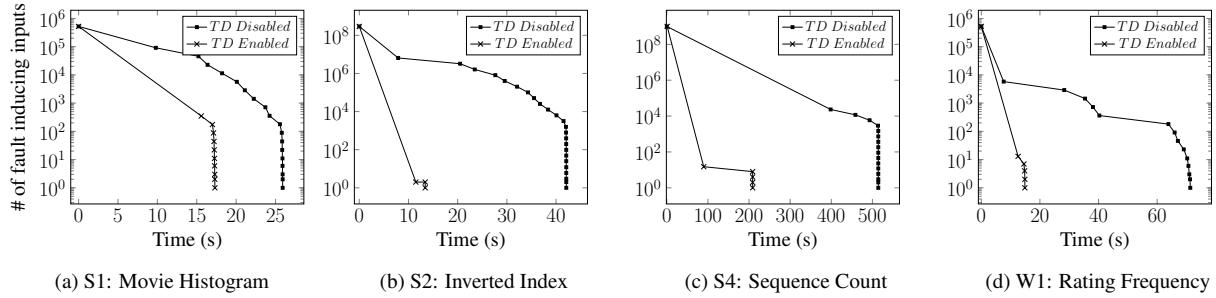 # of fault inducing inputs
10^6
10^5
10^4
10^3
10^2
10^1
10^0
0 5 10 15 20 25
Time (s)
TD Disabled
TD Enabled
(a) S1: Movie Histogram
10^8
10^6
10^4
10^2
10^0
0 10 20 30 40
Time (s)
TD Disabled
TD Enabled
(b) S2: Inverted Index
10^8
10^6
10^4
10^2
10^0
0 100 200 300 400 500
Time (s)
TD Disabled
TD Enabled
(c) S4: Sequence Count
10^6
10^5
10^4
10^3
10^2
10^1
10^0
0 20 40 60
Time (s)
TD Disabled
TD Enabled
(d) W1: Rating Frequency